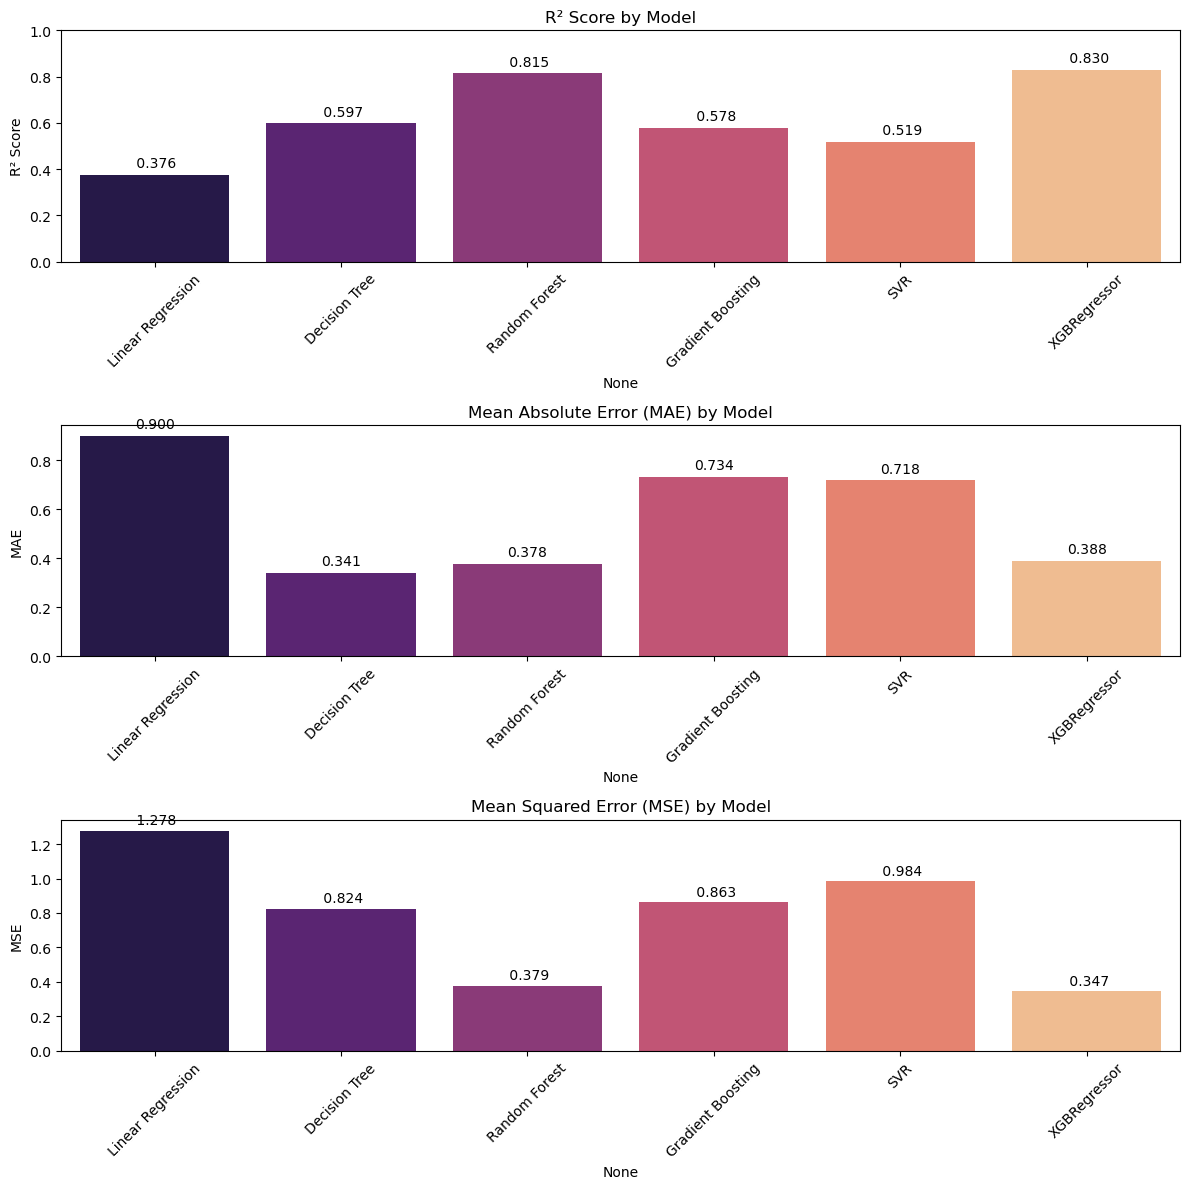 R² Score by Model
R² Score
1.0
0.8
0.6
0.4
0.2
0.0
0.376
0.597
0.815
0.578
0.519
0.830
Linear Regression
Decision Tree
Random Forest
Gradient Boosting
SVR
XGBRegressor
None
Mean Absolute Error (MAE) by Model
MAE
0.8
0.6
0.4
0.2
0.0
0.900
0.341
0.378
0.734
0.718
0.388
Linear Regression
Decision Tree
Random Forest
Gradient Boosting
SVR
XGBRegressor
None
Mean Squared Error (MSE) by Model
MSE
1.2
1.0
0.8
0.6
0.4
0.2
0.0
1.278
0.824
0.379
0.863
0.984
0.347
Linear Regression
Decision Tree
Random Forest
Gradient Boosting
SVR
XGBRegressor
None